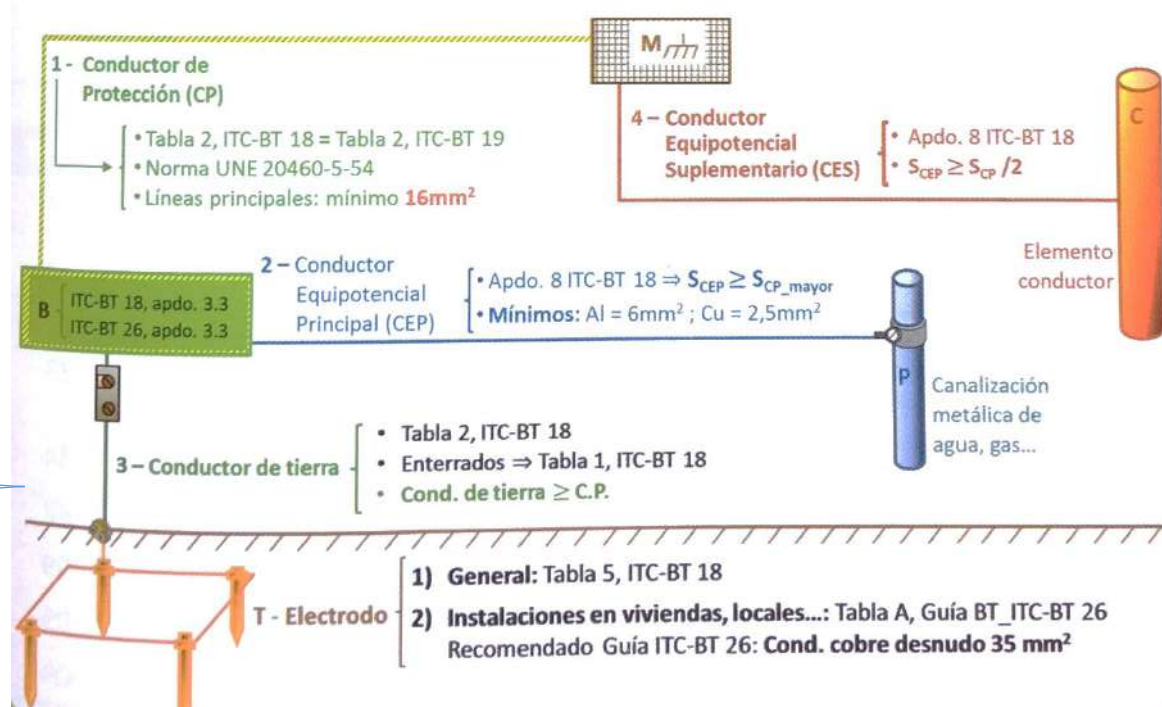 M
1 - Conductor de
Protección (CP)
• Tabla 2, ITC-BT 18 = Tabla 2, ITC-BT 19
• Norma UNE 20460-5-54
• Líneas principales: mínimo 16mm²
4 – Conductor
Equipotencial
Suplementario (CES)
• Apdo. 8 ITC-BT 18
• S_CEP ≥ S_CP /2
C
Elemento
conductor
B
ITC-BT 18, apdo. 3.3
ITC-BT 26, apdo. 3.3
2 – Conductor
Equipotencial
Principal (CEP)
• Apdo. 8 ITC-BT 18 ⇒ S_CEP ≥ S_CP_mayor
• Mínimos: Al = 6mm² ; Cu = 2,5mm²
P
Canalización
metálica de
agua, gas...
3 – Conductor de tierra
• Tabla 2, ITC-BT 18
• Enterrados ⇒ Tabla 1, ITC-BT 18
• Cond. de tierra ≥ C.P.
T - Electrodo
1) General: Tabla 5, ITC-BT 18
2) Instalaciones en viviendas, locales...: Tabla A, Guía BT_ITC-BT 26
Recomendado Guía ITC-BT 26: Cond. cobre desnudo 35 mm²